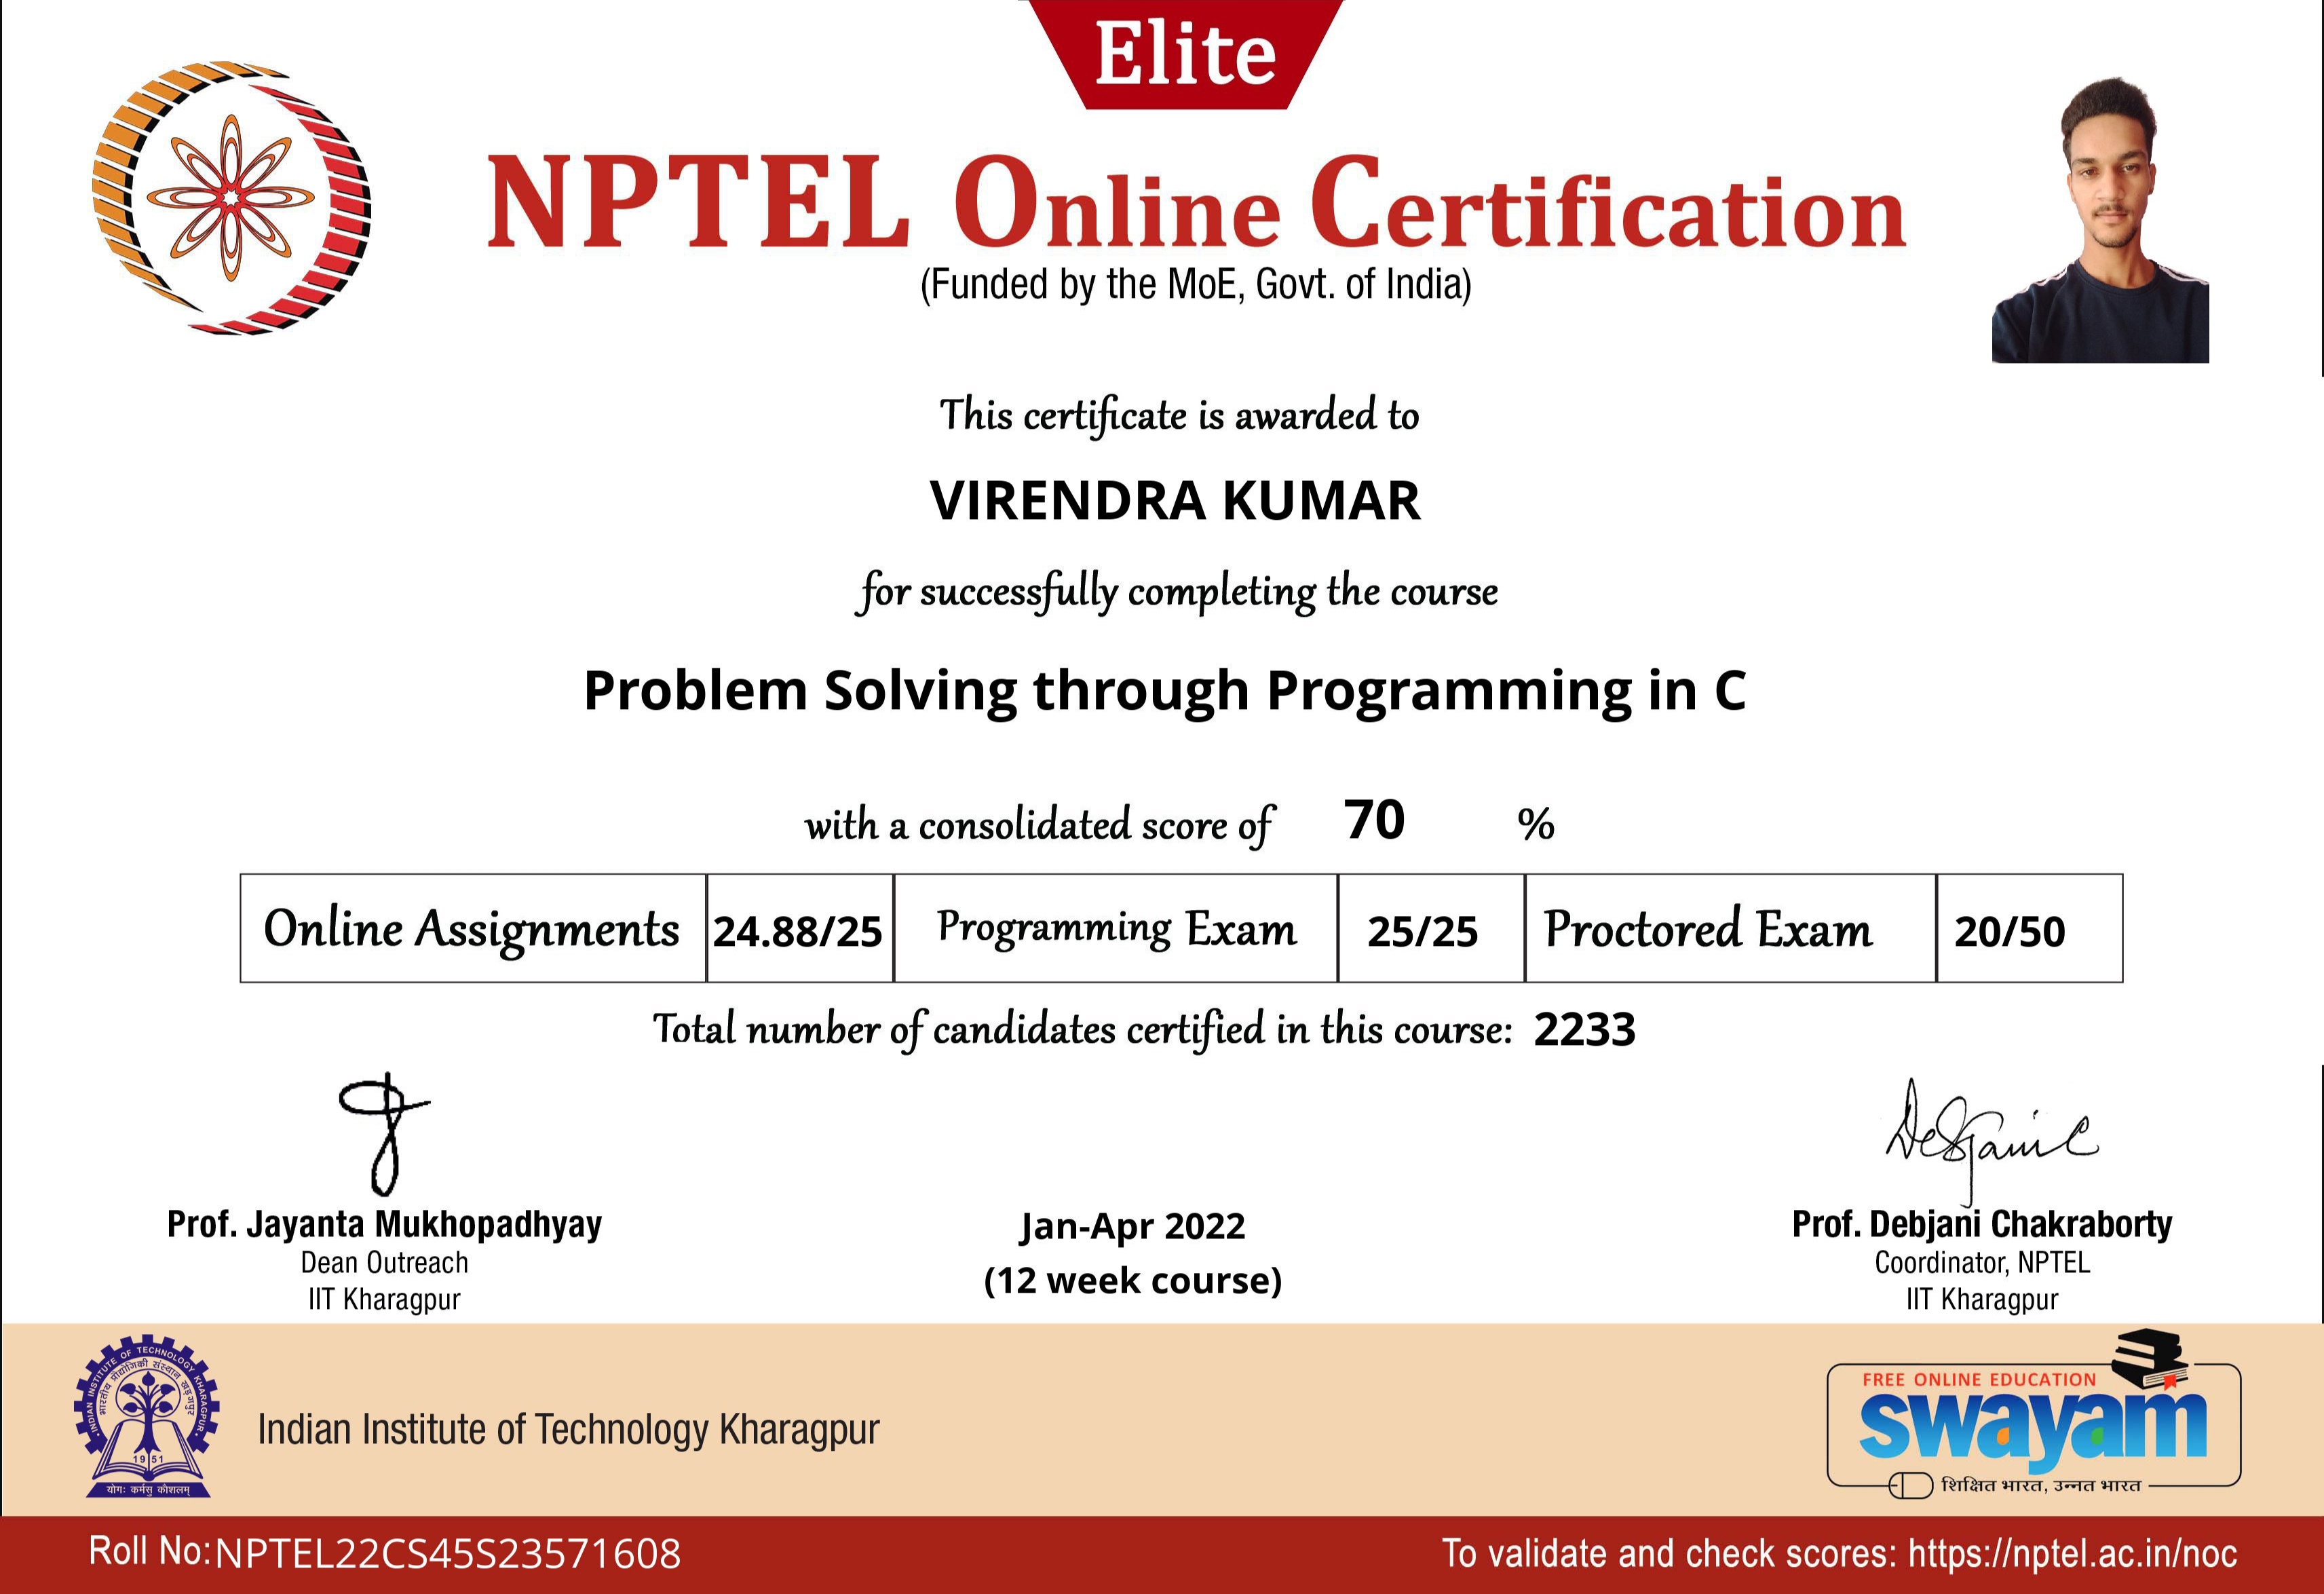 Elite
NPTEL Online Certification
(Funded by the MoE, Govt. of India)
This certificate is awarded to
VIRENDRA KUMAR
for successfully completing the course
Problem Solving through Programming in C
with a consolidated score of 70 %
Online Assignments 24.88/25 Programming Exam 25/25 Proctored Exam 20/50
Total number of candidates certified in this course: 2233
Prof. Jayanta Mukhopadhyay
Dean Outreach
IIT Kharagpur
Jan-Apr 2022
(12 week course)
Debjani
Prof. Debjani Chakraborty
Coordinator, NPTEL
IIT Kharagpur
INDIAN INSTITUTE OF TECHNOLOGY KHARAGPUR
भारतीय प्रौद्योगिकी संस्थान खड़गपुर
1951
योगः कर्मसु कौशलम्
Indian Institute of Technology Kharagpur
FREE ONLINE EDUCATION
swayam
शिक्षित भारत, उन्नत भारत
Roll No:NPTEL22CS45S23571608
To validate and check scores: https://nptel.ac.in/noc